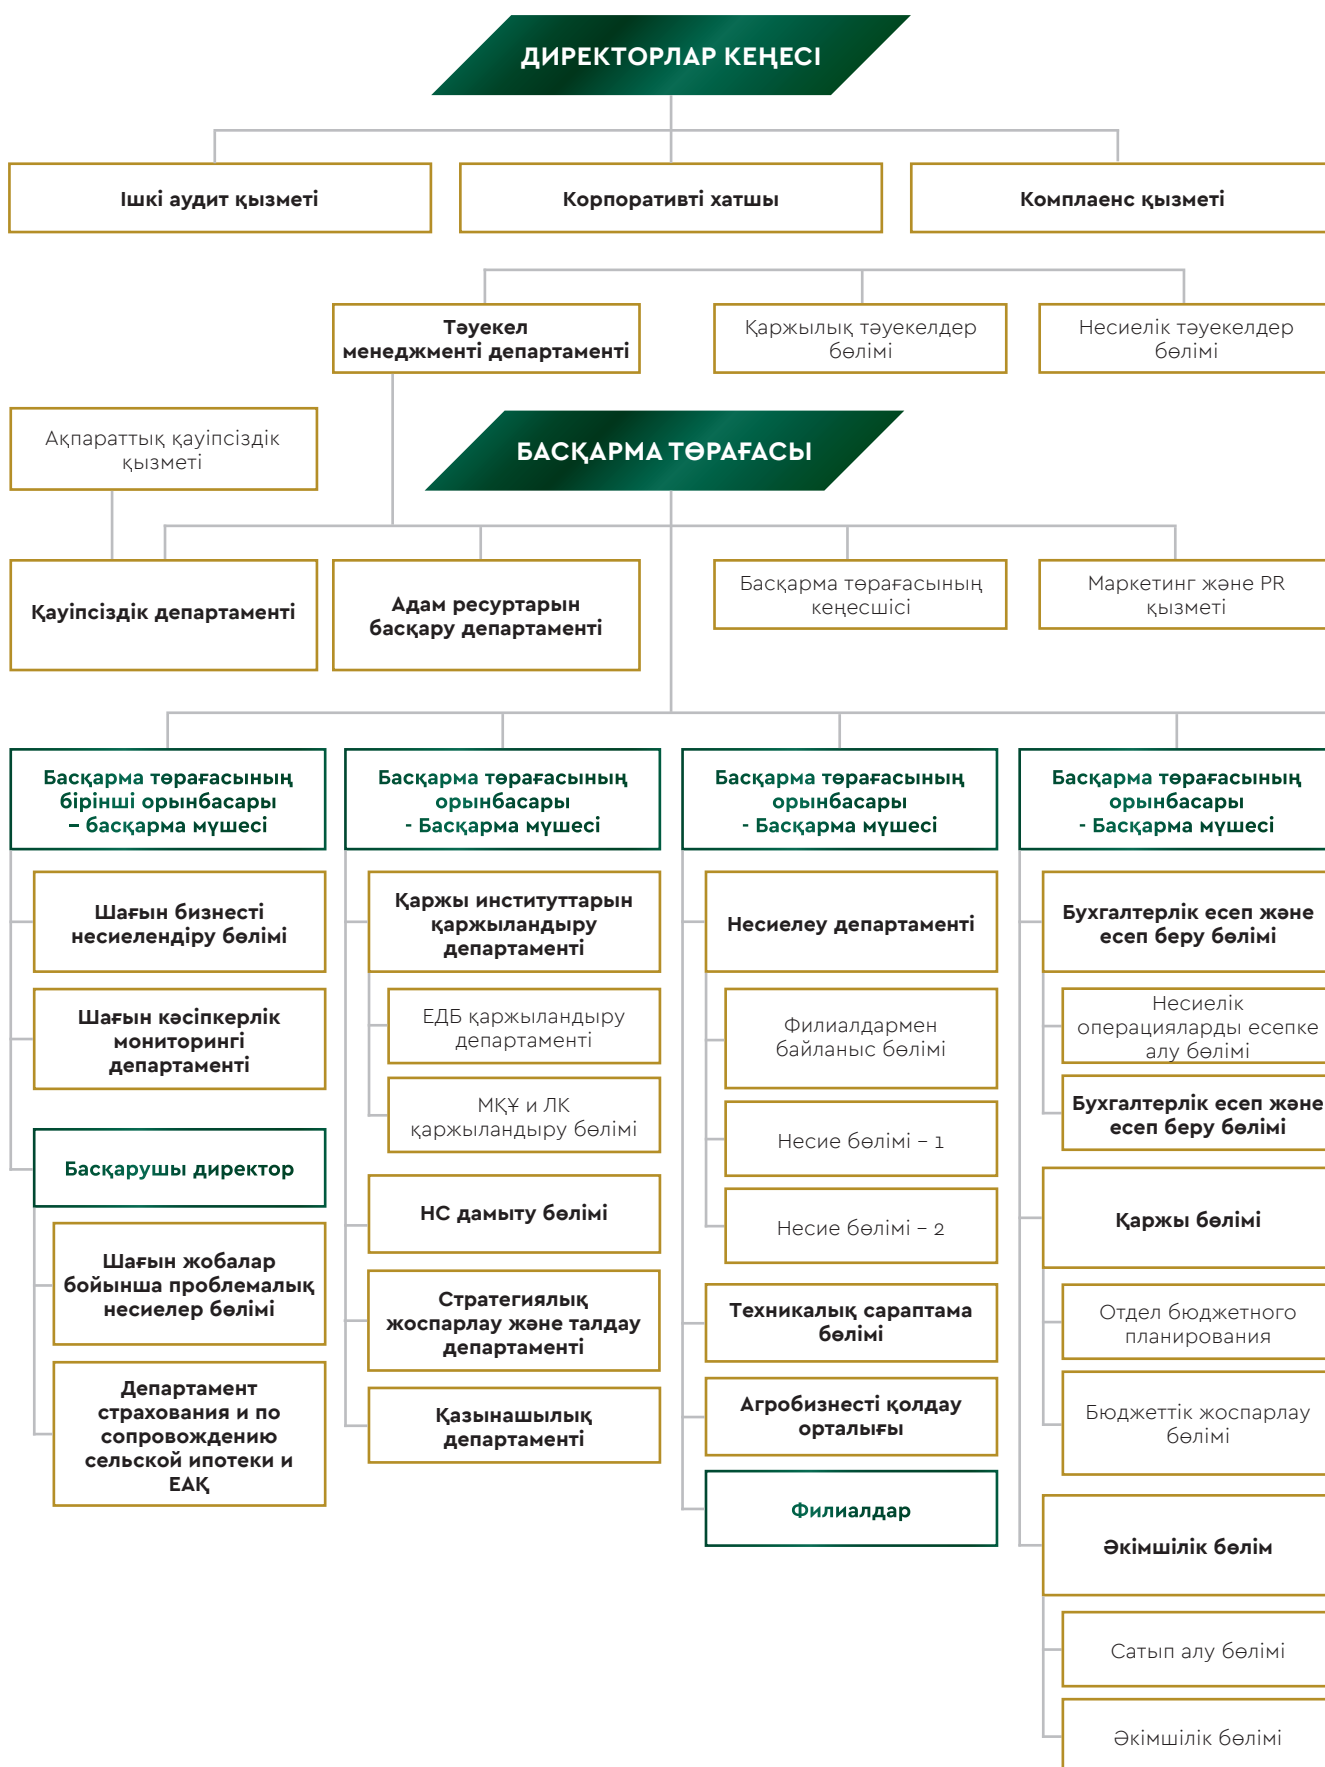 ДИРЕКТОРЛАР КЕҢЕСІ
Ішкі аудит қызметі
Корпоративті хатшы
Комплаенс қызметі
Тәуекел
менеджменті департаменті
Қаржылық тәуекелдер
бөлімі
Несиелік тәуекелдер
бөлімі
Ақпараттық қауіпсіздік
қызметі
БАСҚАРМА ТӨРАҒАСЫ
Қауіпсіздік департаменті
Адам ресуртарын
басқару департаменті
Басқарма төрағасының
кеңесшісі
Маркетинг және PR
қызметі
Басқарма төрағасының
бірінші орынбасары
– басқарма мүшесі
Шағын бизнесті
несиелендіру бөлімі
Шағын кәсіпкерлік
мониторингі
департаменті
Басқарушы директор
Шағын жобалар
бойынша проблемалық
несиелер бөлімі
Департамент
страхования и по
сопровождению
сельской ипотеки и
ЕАҚ
Басқарма төрағасының
орынбасары
- Басқарма мүшесі
Қаржы институттарын
қаржыландыру
департаменті
ЕДБ қаржыландыру
департаменті
МҚҰ и ЛК
қаржыландыру бөлімі
НС дамыту бөлімі
Стратегиялық
жоспарлау және талдау
департаменті
Қазынашылық
департаменті
Басқарма төрағасының
орынбасары
- Басқарма мүшесі
Несиелеу департаменті
Филиалдармен
байланыс бөлімі
Несие бөлімі – 1
Несие бөлімі – 2
Техникалық сараптама
бөлімі
Агробизнесті қолдау
орталығы
Филиалдар
Басқарма төрағасының
орынбасары
- Басқарма мүшесі
Бухгалтерлік есеп және
есеп беру бөлімі
Несиелік
операцияларды есепке
алу бөлімі
Бухгалтерлік есеп және
есеп беру бөлімі
Қаржы бөлімі
Отдел бюджетного
планирования
Бюджеттік жоспарлау
бөлімі
Әкімшілік бөлім
Сатып алу бөлімі
Әкімшілік бөлімі